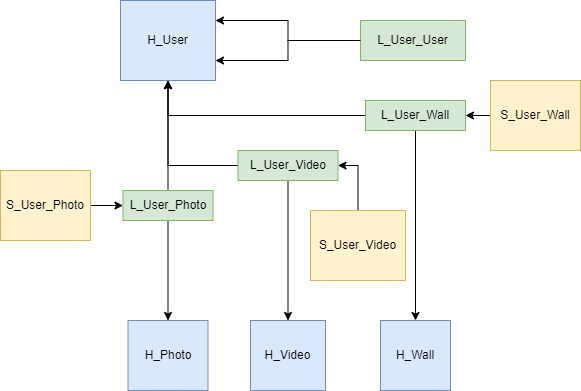 H_User
L_User_User
L_User_Wall
S_User_Wall
L_User_Video
S_User_Photo
L_User_Photo
S_User_Video
H_Photo
H_Video
H_Wall